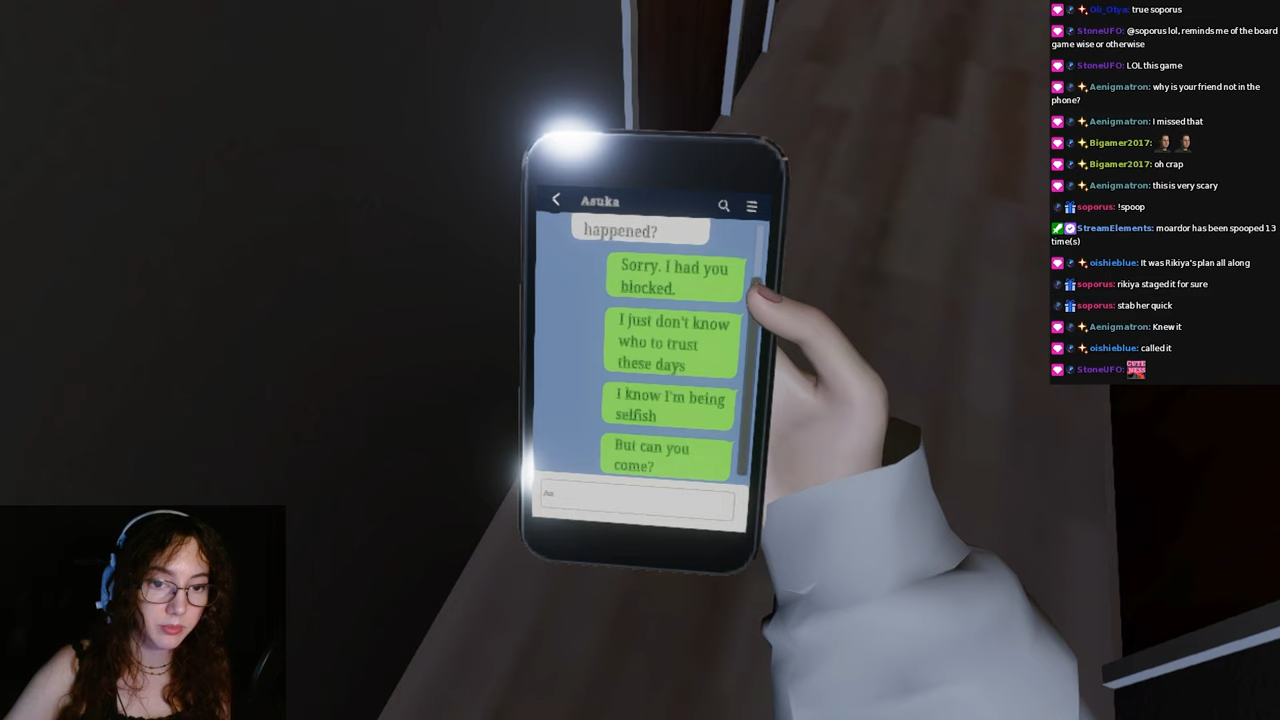 Asuka
happened?
Sorry. I had you
blocked.
I just don't know
who to trust
these days
I know I'm being
selfish
But can you
come?
Aa
Oli_Otya: true soporus
StoneUFO: @soporus lol, reminds me of the board
game wise or otherwise
StoneUFO: LOL this game
Aenigmatron: why is your friend not in the
phone?
Aenigmatron: I missed that
Bigamer2017:
Bigamer2017: oh crap
Aenigmatron: this is very scary
soporus: !spoop
StreamElements: moardor has been spooped 13
time(s)
oishieblue: It was Rikiya's plan all along
soporus: rikiya staged it for sure
soporus: stab her quick
Aenigmatron: Knew it
oishieblue: called it
StoneUFO: CUTE
NESS